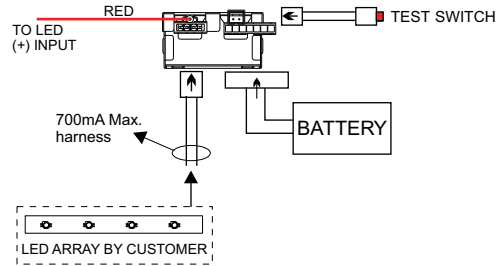 RED
TO LED
(+) INPUT
TEST SWITCH
700mA Max.
harness
BATTERY
LED ARRAY BY CUSTOMER